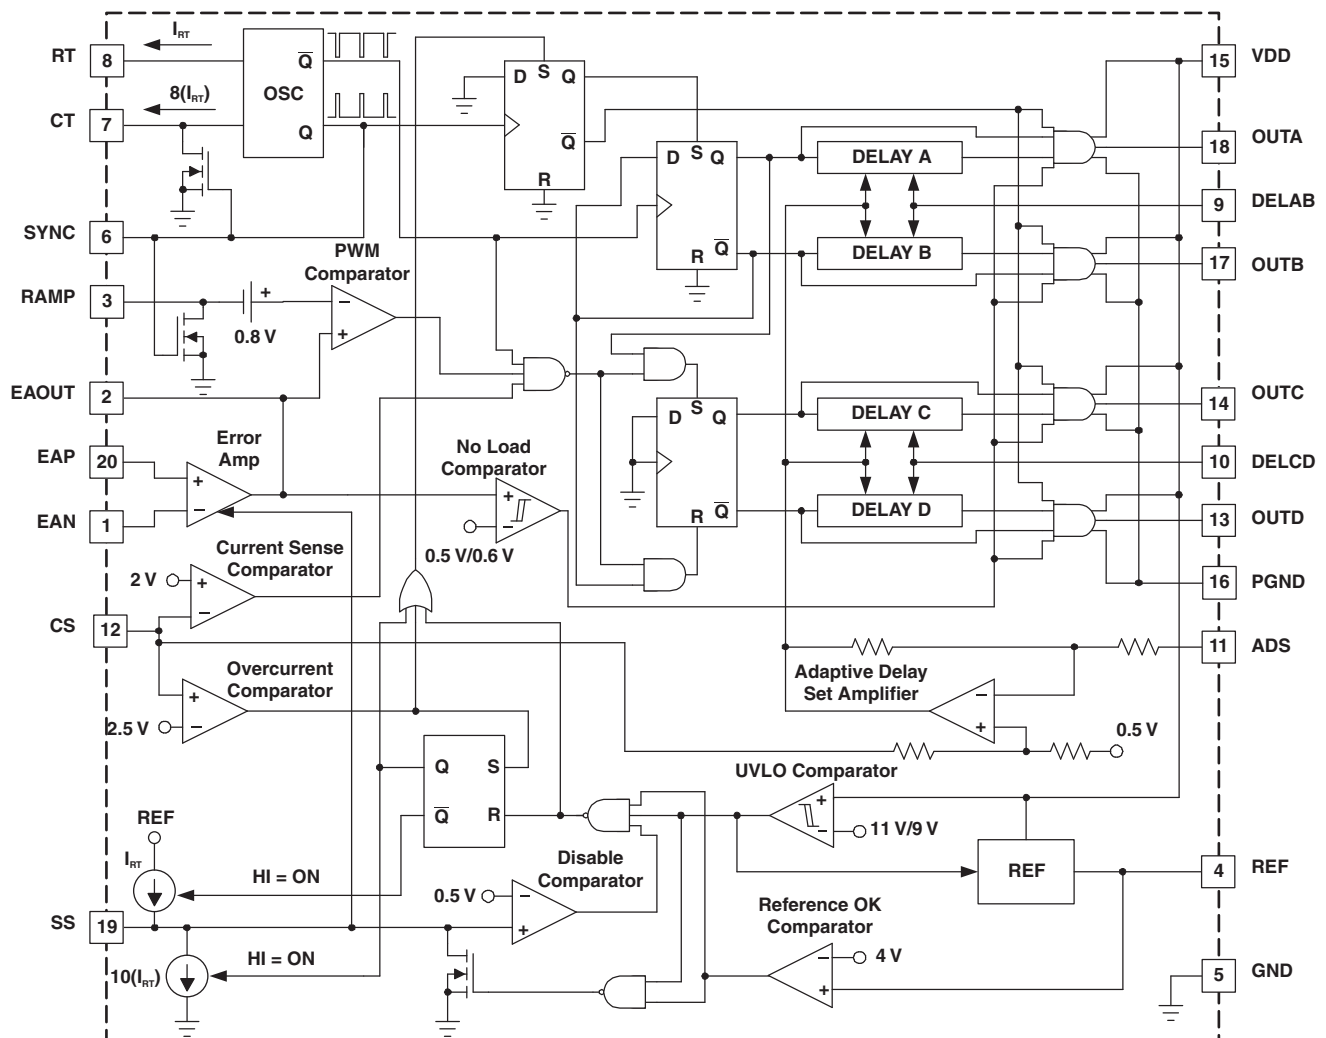 RT
8
I_RT
OSC
Q̅
Q
8(I_RT)
CT
7
SYNC
6
RAMP
3
0.8 V
+
PWM
Comparator
−
+
EAOUT
2
EAP
20
EAN
1
Error
Amp
+
−
No Load
Comparator
+
−
0.5 V/0.6 V
Current Sense
Comparator
2 V
+
−
CS
12
Overcurrent
Comparator
+
−
2.5 V
D
S
Q
Q̅
R
D
S
Q
Q̅
R
D
S
Q
Q̅
R
DELAY A
DELAY B
DELAY C
DELAY D
15
VDD
18
OUTA
9
DELAB
17
OUTB
14
OUTC
10
DELCD
13
OUTD
16
PGND
11
ADS
Adaptive Delay
Set Amplifier
−
+
0.5 V
Q
S
Q̅
R
UVLO Comparator
+
−
11 V/9 V
REF
4
REF
REF
I_RT
HI = ON
SS
19
10(I_RT)
HI = ON
Disable
Comparator
0.5 V
−
+
Reference OK
Comparator
−
+
4 V
5
GND